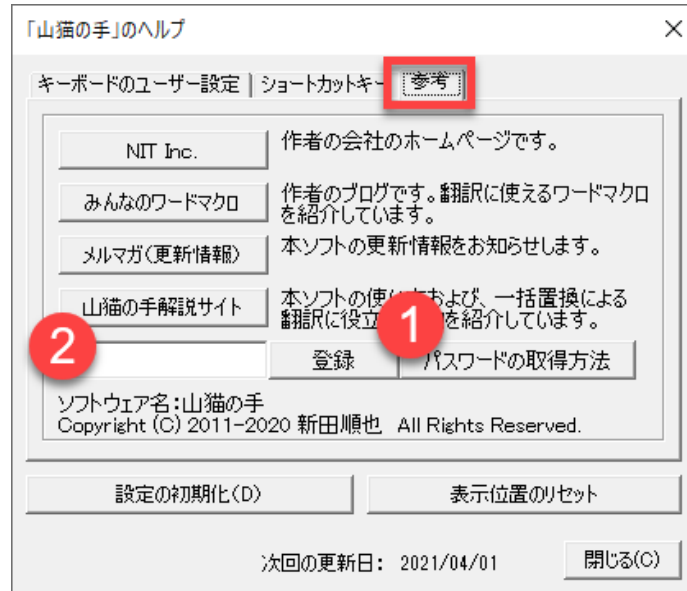 「山猫の手」のヘルプ
キーボードのユーザー設定 ショートカットキー 参考
NIT Inc. 作者の会社のホームページです。
みんなのワードマクロ 作者のブログです。翻訳に使えるワードマクロ
を紹介しています。
メルマガ(更新情報) 本ソフトの更新情報をお知らせします。
山猫の手解説サイト 本ソフトの使 および、一括置換による
翻訳に役立 を紹介しています。
1
2
登録 パスワードの取得方法
ソフトウェア名:山猫の手
Copyright (C) 2011-2020 新田順也 All Rights Reserved.
設定の初期化(D) 表示位置のリセット
次回の更新日: 2021/04/01 閉じる(C)